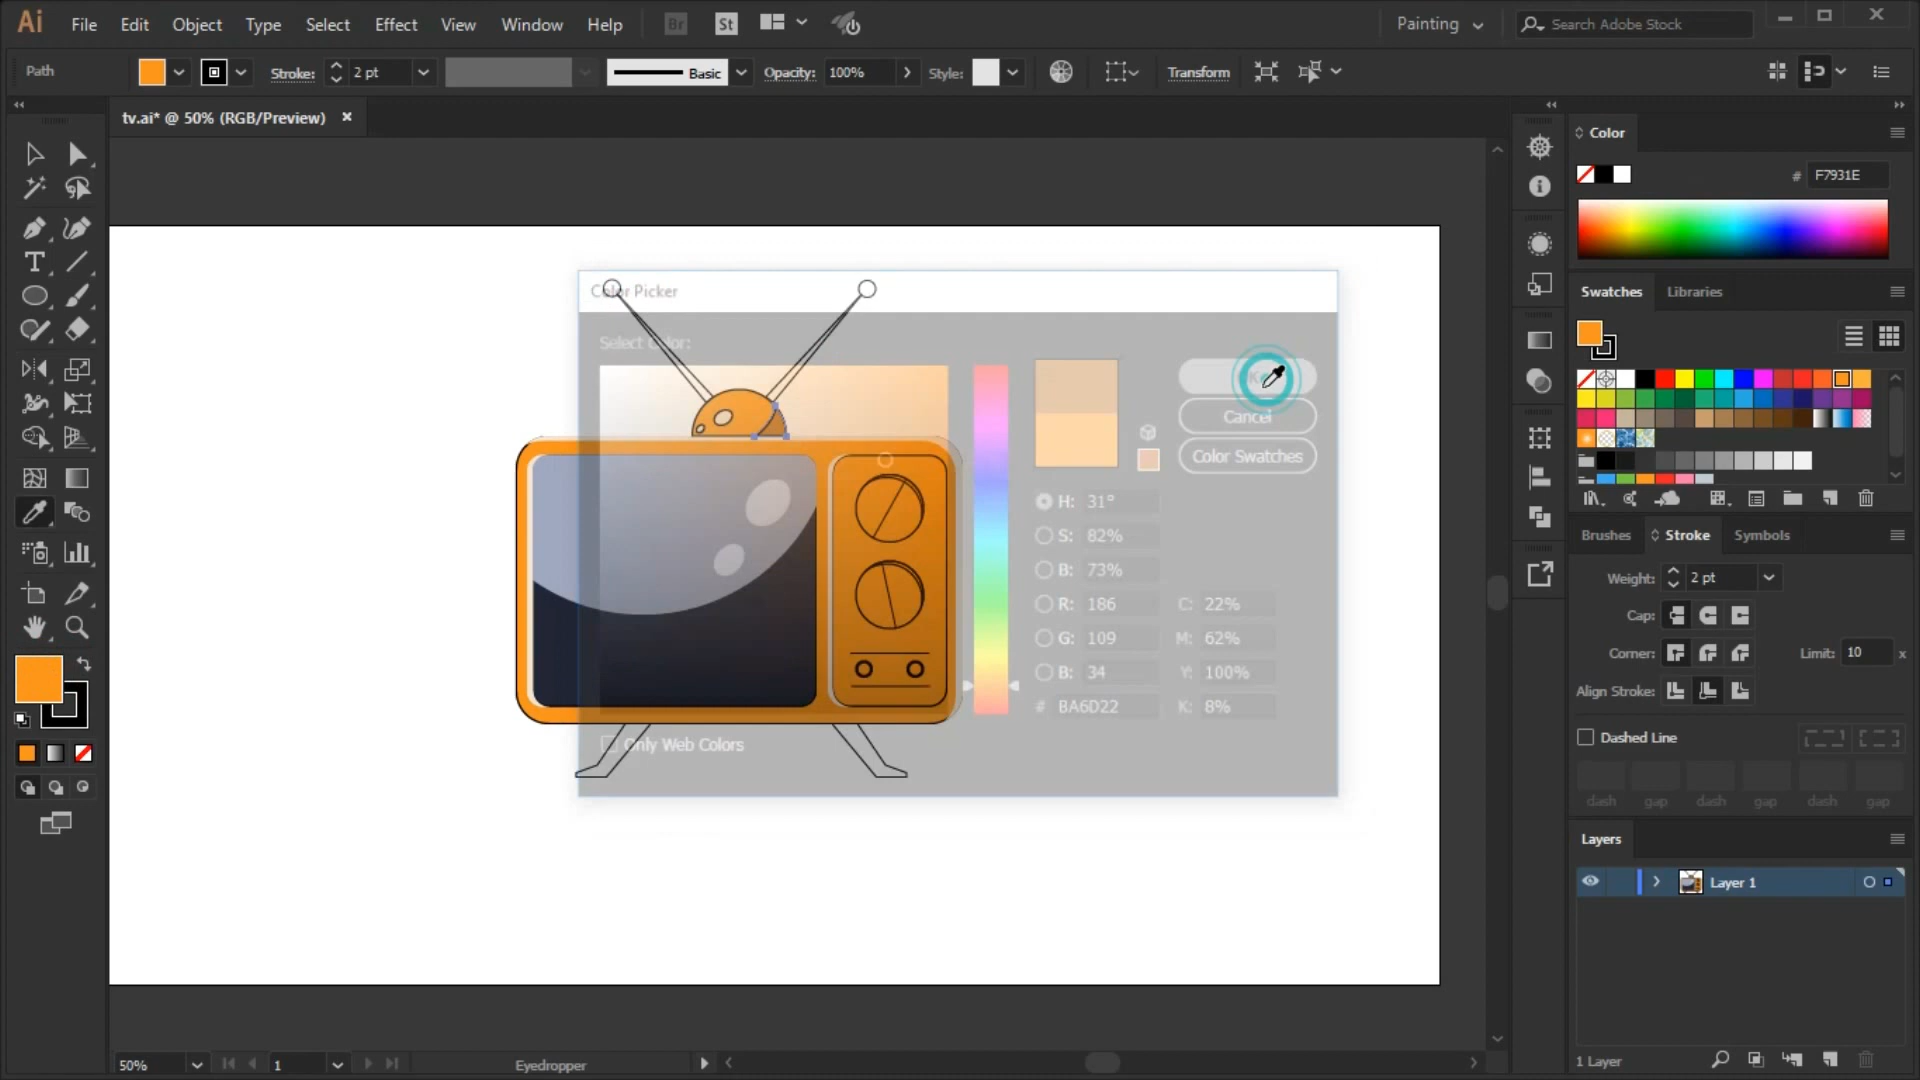 Ai File Edit Object Type Select Effect View Window Help Br St Painting Search Adobe Stock
Path Stroke: 2 pt Basic Opacity: 100% Style: Transform
tv.ai* @ 50% (RGB/Preview)
Color
# F7931E
Swatches Libraries
Color Picker
Select Color:
Cancel
Color Swatches
H: 31°
S: 82%
B: 73%
R: 186 C: 22%
G: 109 M: 62%
B: 34 Y: 100%
# BA6D22 K: 8%
Only Web Colors
Brushes Stroke Symbols
Weight: 2 pt
Cap:
Corner: Limit: 10 x
Align Stroke:
Dashed Line
dash gap dash gap dash gap
Layers
Layer 1
1 Layer
50% 1 Eyedropper